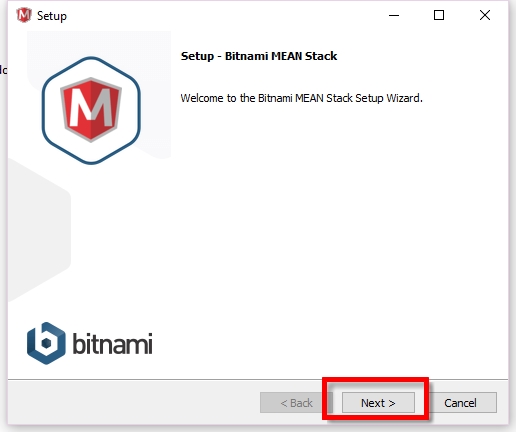 Setup
Setup - Bitnami MEAN Stack
Welcome to the Bitnami MEAN Stack Setup Wizard.
M
bitnami
< Back
Next >
Cancel